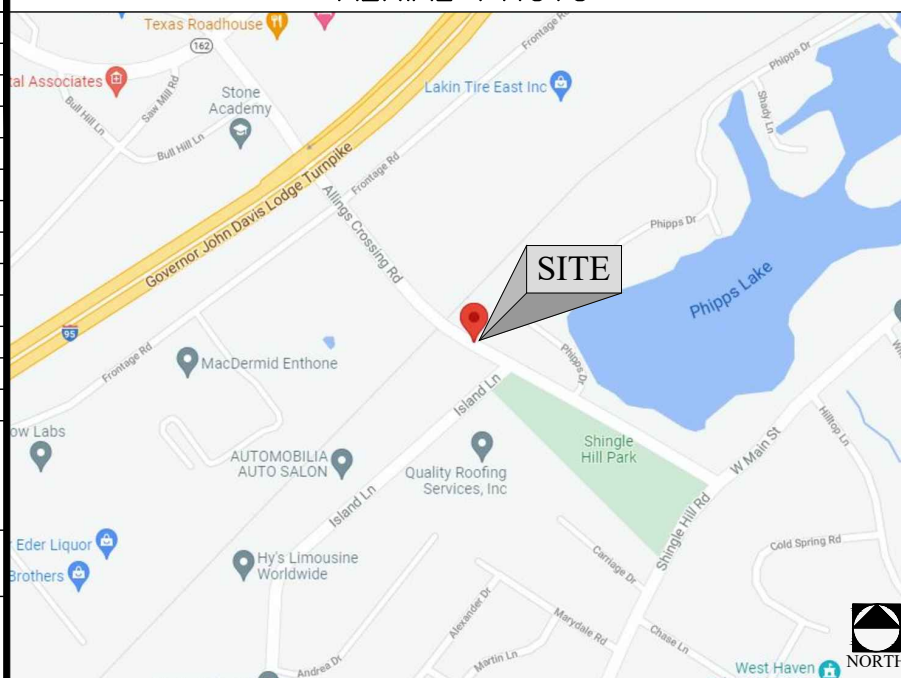 Texas Roadhouse
162
Frontage Rd
Phipps Dr
tal Associates
Saw Mill Rd
Bull Hill Ln
Stone
Academy
Lakin Tire East Inc
Shady Ln
Bull Hill Ln
Governor John Davis Lodge Turnpike
Frontage Rd
Allings Crossing Rd
Phipps Dr
SITE
Phipps Lake
95
MacDermid Enthone
Frontage Rd
Phipps Dr
Island Ln
ow Labs
Shingle
Hill Park
W Main St
Hilltop Ln
AUTOMOBILIA
AUTO SALON
Quality Roofing
Services, Inc
Island Ln
Shingle Hill Rd
Eder Liquor
Brothers
Hy's Limousine
Worldwide
Cold Spring Rd
Carriage Dr
Alexander Dr
Marydale Rd
Chase Ln
Martin Ln
Andrea Dr
West Haven
NORTH